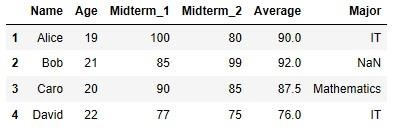 Name Age Midterm_1 Midterm_2 Average Major
1 Alice 19 100 80 90.0 IT
2 Bob 21 85 99 92.0 NaN
3 Caro 20 90 85 87.5 Mathematics
4 David 22 77 75 76.0 IT